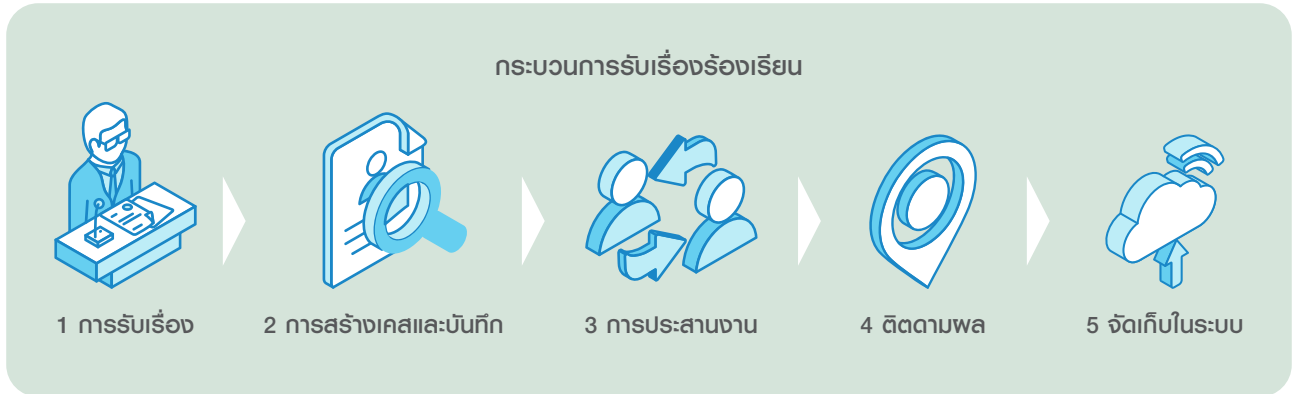 กระบวนการรับเรื่องร้องเรียน
1 การรับเรื่อง
2 การสร้างเคสและบันทึก
3 การประสานงาน
4 ติตดามผล
5 จัดเก็บในระบบ